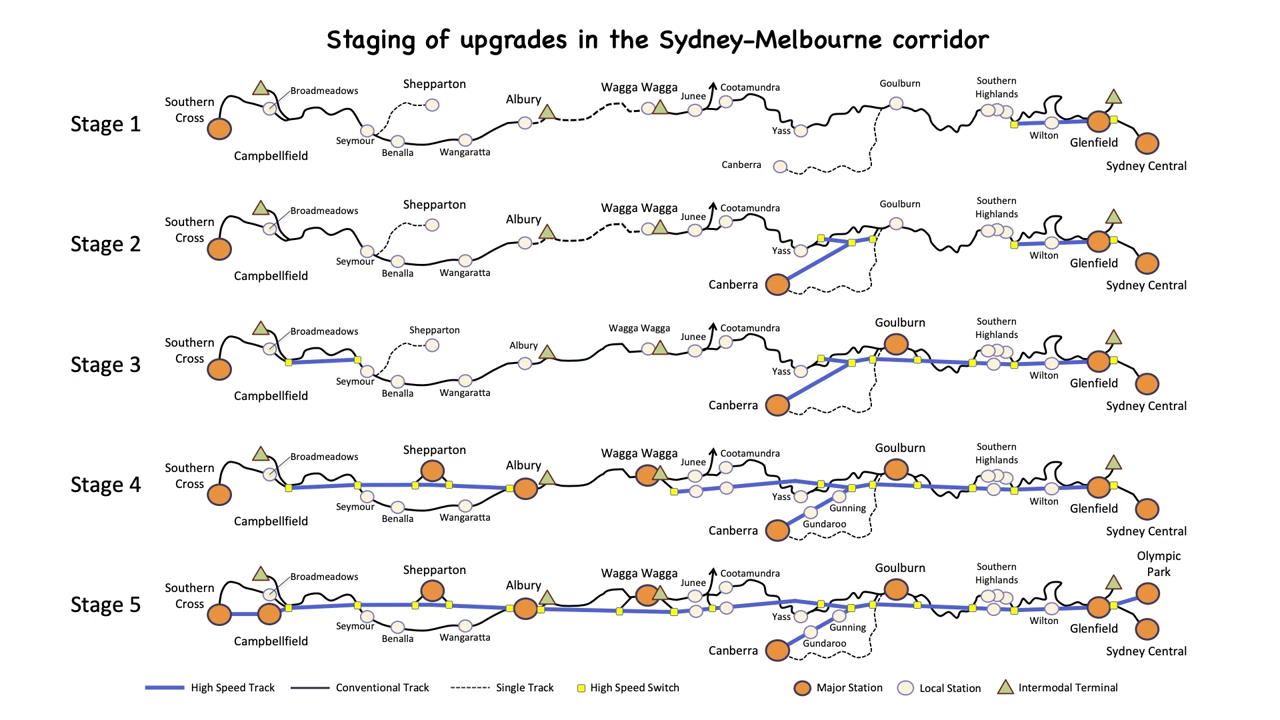 Staging of upgrades in the Sydney-Melbourne corridor
Stage 1
Southern
Cross
Campbellfield
Broadmeadows
Seymour
Shepparton
Benalla
Wangaratta
Albury
Wagga Wagga
Junee
Cootamundra
Yass
Canberra
Goulburn
Southern
Highlands
Wilton
Glenfield
Sydney Central
Stage 2
Southern
Cross
Campbellfield
Broadmeadows
Seymour
Shepparton
Benalla
Wangaratta
Albury
Wagga Wagga
Junee
Cootamundra
Yass
Canberra
Goulburn
Southern
Highlands
Wilton
Glenfield
Sydney Central
Stage 3
Southern
Cross
Campbellfield
Broadmeadows
Seymour
Shepparton
Benalla
Wangaratta
Albury
Wagga Wagga
Junee
Cootamundra
Yass
Canberra
Goulburn
Southern
Highlands
Wilton
Glenfield
Sydney Central
Stage 4
Southern
Cross
Campbellfield
Broadmeadows
Seymour
Shepparton
Benalla
Wangaratta
Albury
Wagga Wagga
Junee
Cootamundra
Yass
Gunning
Gundaroo
Canberra
Goulburn
Southern
Highlands
Wilton
Glenfield
Sydney Central
Stage 5
Southern
Cross
Campbellfield
Broadmeadows
Seymour
Shepparton
Benalla
Wangaratta
Albury
Wagga Wagga
Junee
Cootamundra
Yass
Gunning
Gundaroo
Canberra
Goulburn
Southern
Highlands
Wilton
Glenfield
Olympic
Park
Sydney Central
High Speed Track
Conventional Track
Single Track
High Speed Switch
Major Station
Local Station
Intermodal Terminal